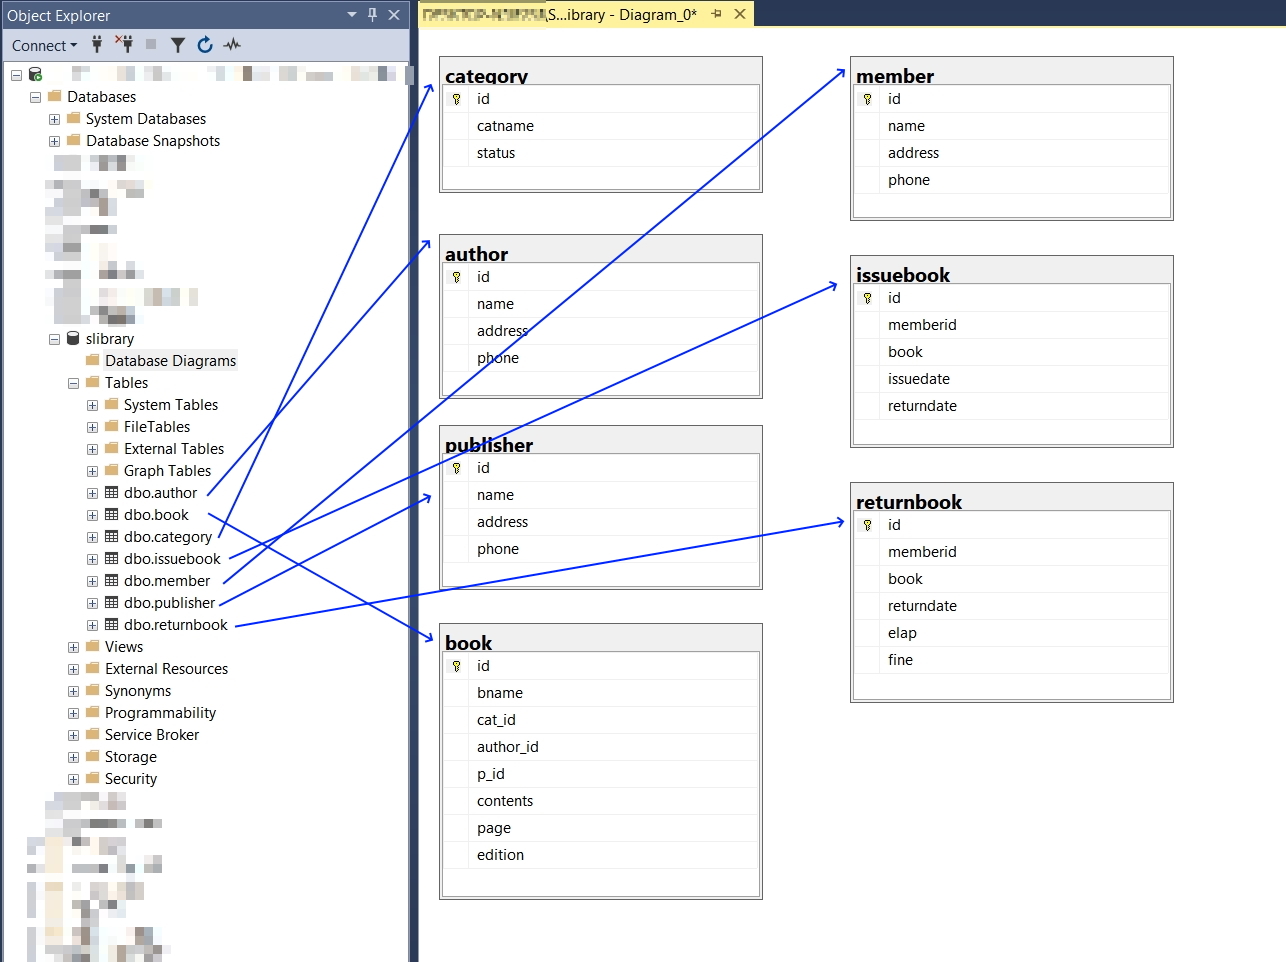 Object Explorer
Connect
Databases
System Databases
Database Snapshots
slibrary
Database Diagrams
Tables
System Tables
FileTables
External Tables
Graph Tables
dbo.author
dbo.book
dbo.category
dbo.issuebook
dbo.member
dbo.publisher
dbo.returnbook
Views
External Resources
Synonyms
Programmability
Service Broker
Storage
Security
\S...ibrary - Diagram_0*
category
id
catname
status
author
id
name
address
phone
publisher
id
name
address
phone
book
id
bname
cat_id
author_id
p_id
contents
page
edition
member
id
name
address
phone
issuebook
id
memberid
book
issuedate
returndate
returnbook
id
memberid
book
returndate
elap
fine